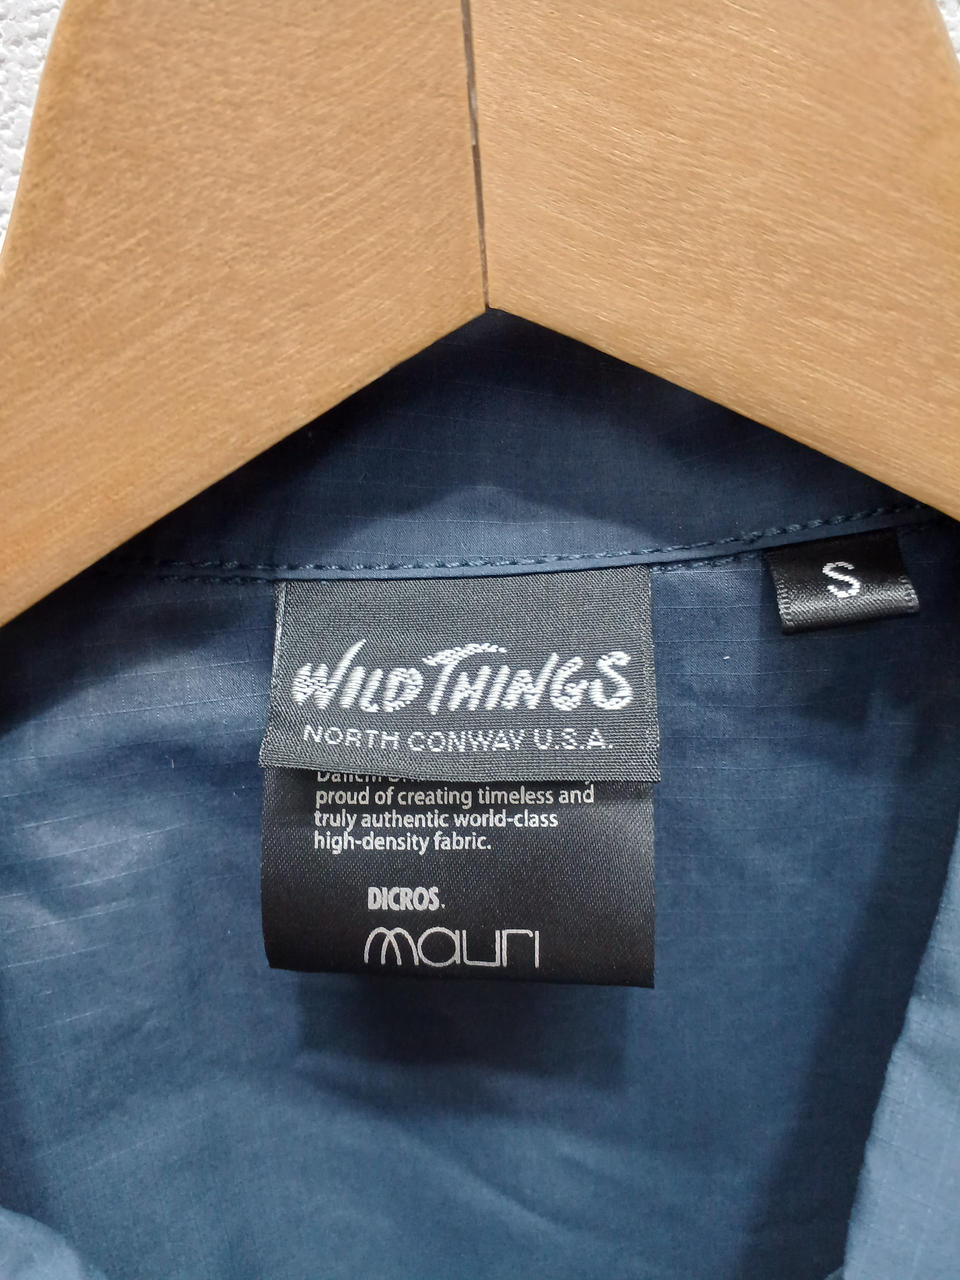 S
WILD THINGS
NORTH CONWAY U.S.A.
proud of creating timeless and
truly authentic world-class
high-density fabric.
DICROS.
mauri